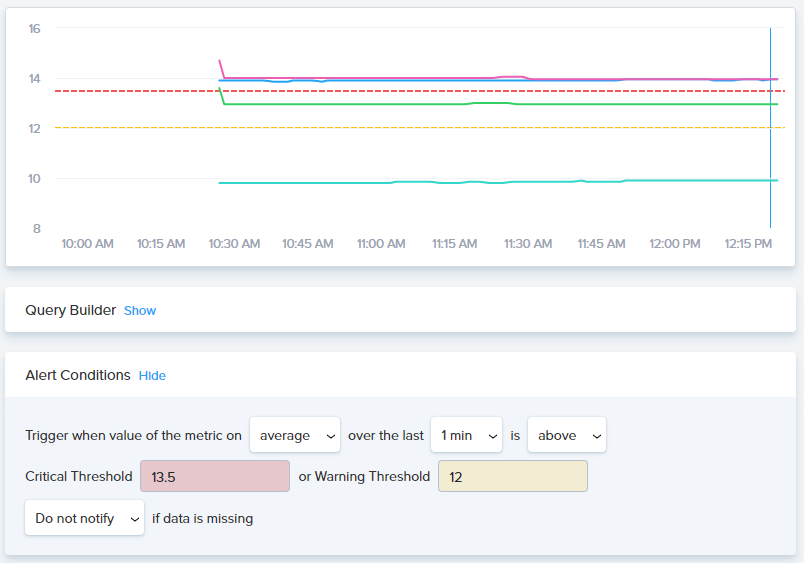 16
14
12
10
8
10:00 AM 10:15 AM 10:30 AM 10:45 AM 11:00 AM 11:15 AM 11:30 AM 11:45 AM 12:00 PM 12:15 PM
Query Builder Show
Alert Conditions Hide
Trigger when value of the metric on average over the last 1 min is above
Critical Threshold 13.5 or Warning Threshold 12
Do not notify if data is missing